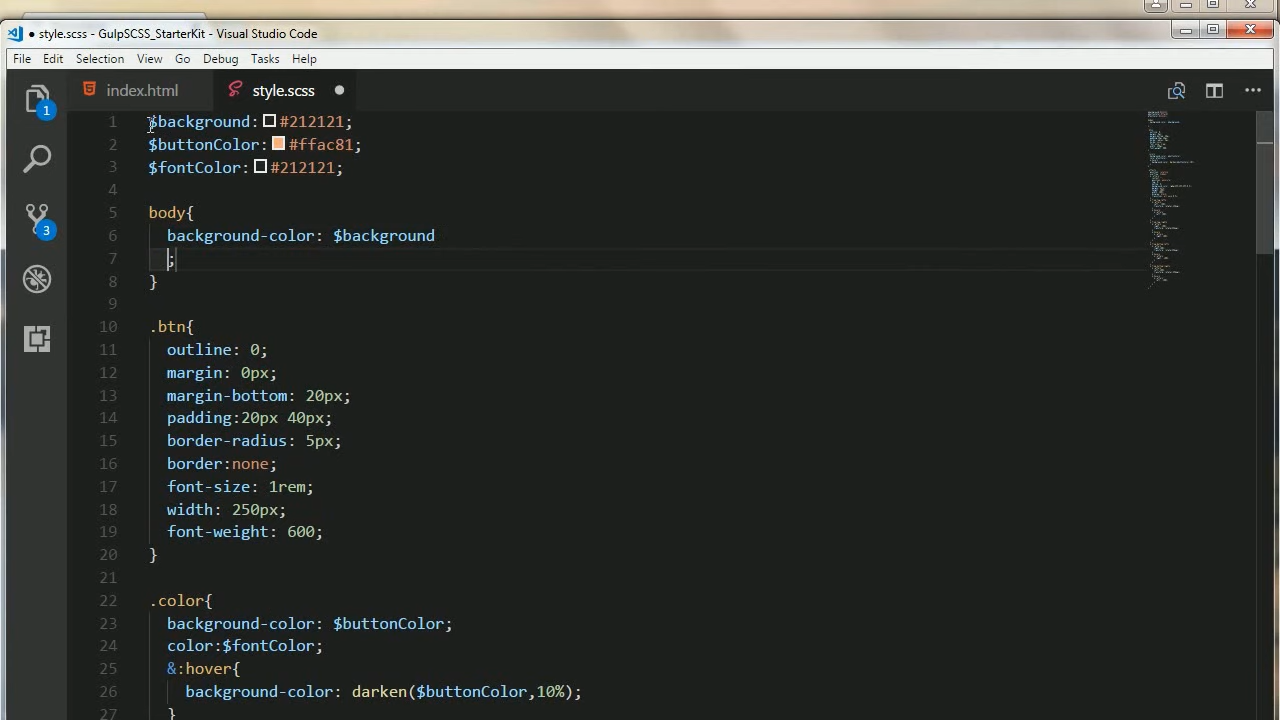 ● style.scss - GulpSCSS_StarterKit - Visual Studio Code
File Edit Selection View Go Debug Tasks Help
index.html style.scss
1 $background: #212121;
2 $buttonColor: #ffac81;
3 $fontColor: #212121;
4
5 body{
6 background-color: $background
7 ;
8 }
9
10 .btn{
11 outline: 0;
12 margin: 0px;
13 margin-bottom: 20px;
14 padding:20px 40px;
15 border-radius: 5px;
16 border:none;
17 font-size: 1rem;
18 width: 250px;
19 font-weight: 600;
20 }
21
22 .color{
23 background-color: $buttonColor;
24 color:$fontColor;
25 &:hover{
26 background-color: darken($buttonColor,10%);
27 }
1
3